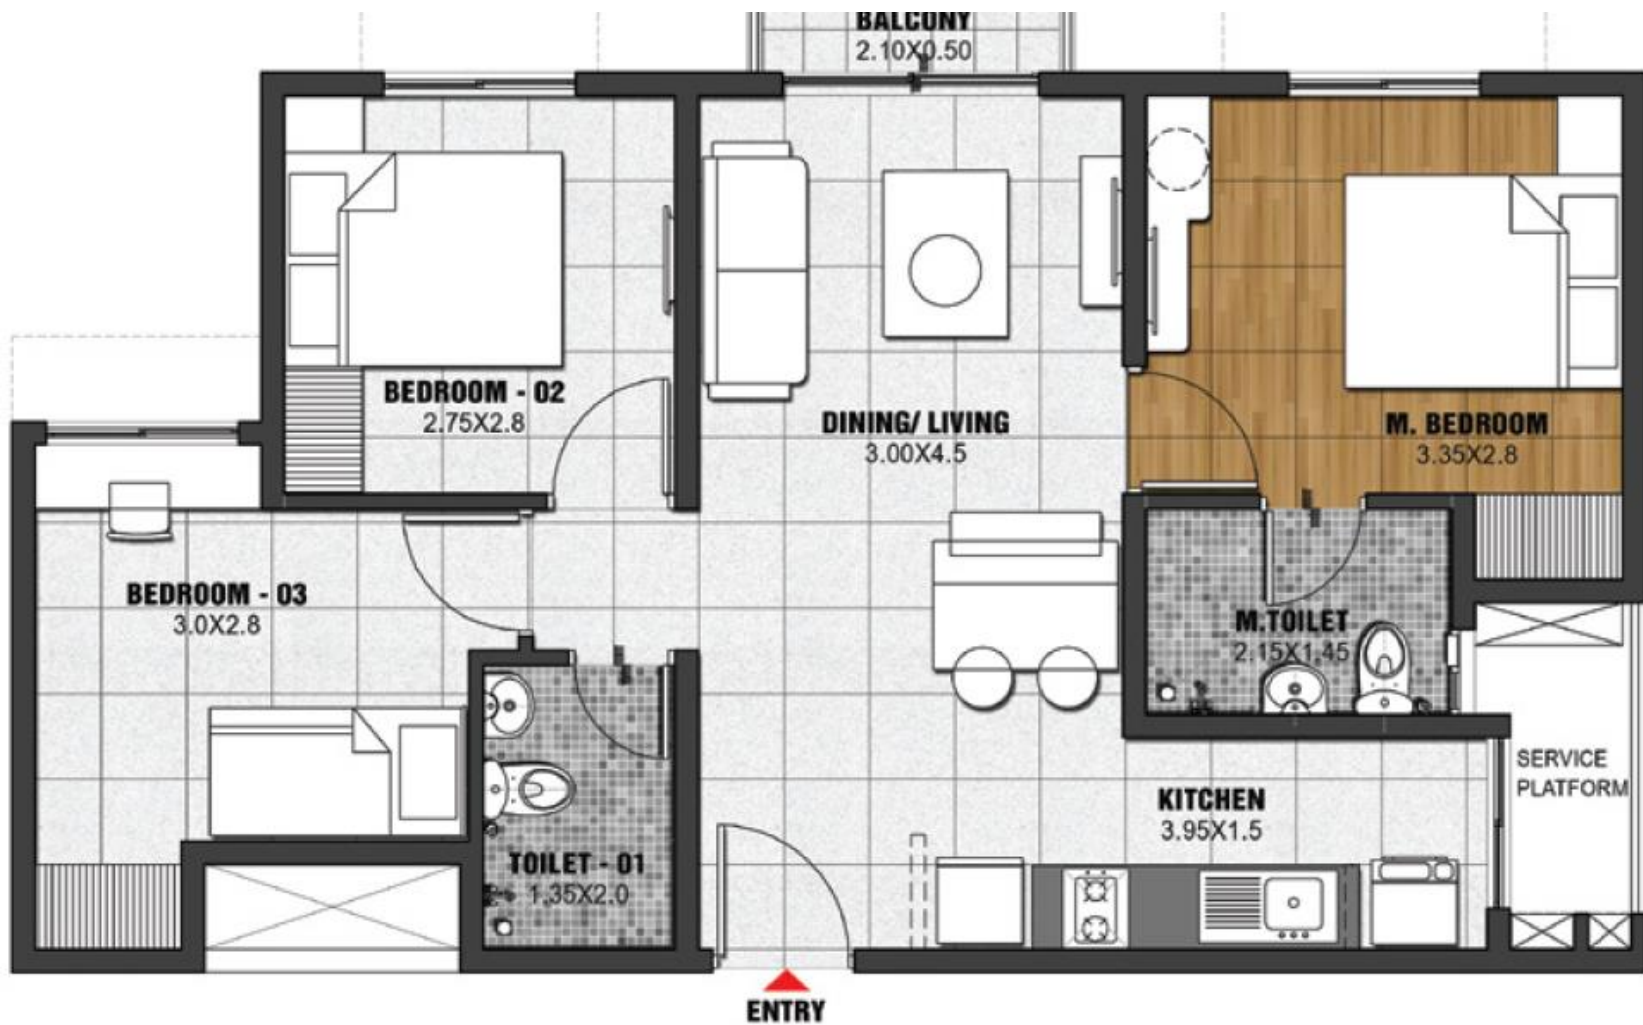 BALCONY
2.10X0.50
BEDROOM - 02
2.75X2.8
DINING/ LIVING
3.00X4.5
M. BEDROOM
3.35X2.8
BEDROOM - 03
3.0X2.8
M.TOILET
2.15X1.45
SERVICE
PLATFORM
KITCHEN
3.95X1.5
TOILET - 01
1.35X2.0
ENTRY